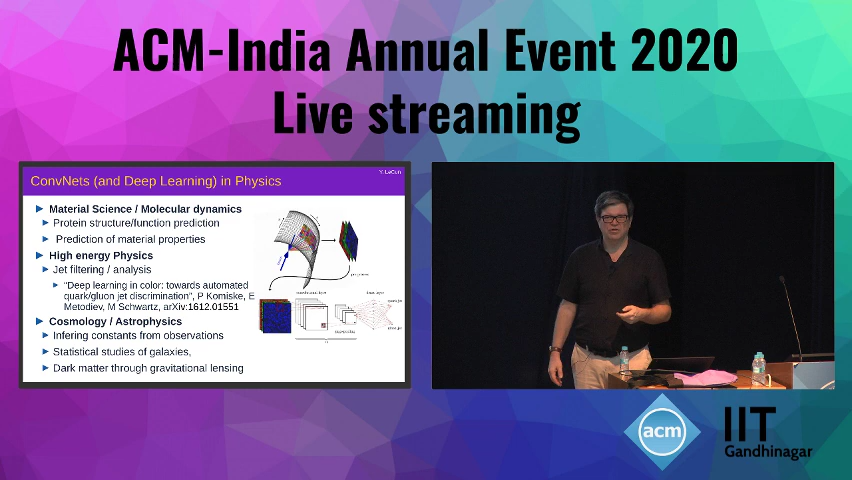 ACM-India Annual Event 2020
Live streaming
Y. LeCun
ConvNets (and Deep Learning) in Physics
Material Science / Molecular dynamics
Protein structure/function prediction
Prediction of material properties
High energy Physics
Jet filtering / analysis
"Deep learning in color: towards automated
quark/gluon jet discrimination", P Komiske, E
Metodiev, M Schwartz, arXiv:1612.01551
Cosmology / Astrophysics
Infering constants from observations
Statistical studies of galaxies,
Dark matter through gravitational lensing
acm
IIT
Gandhinagar